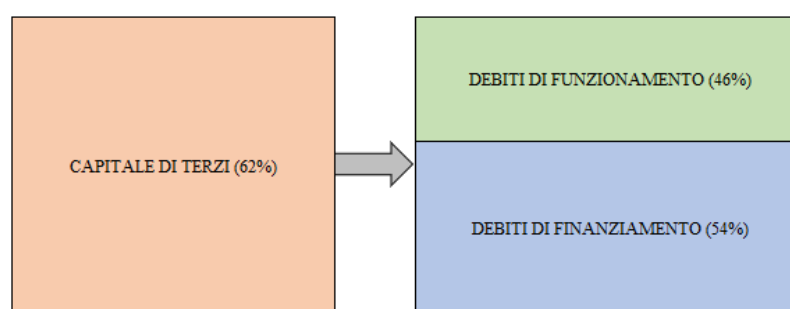 DEBITI DI FUNZIONAMENTO (46%)
CAPITALE DI TERZI (62%)
DEBITI DI FINANZIAMENTO (54%)